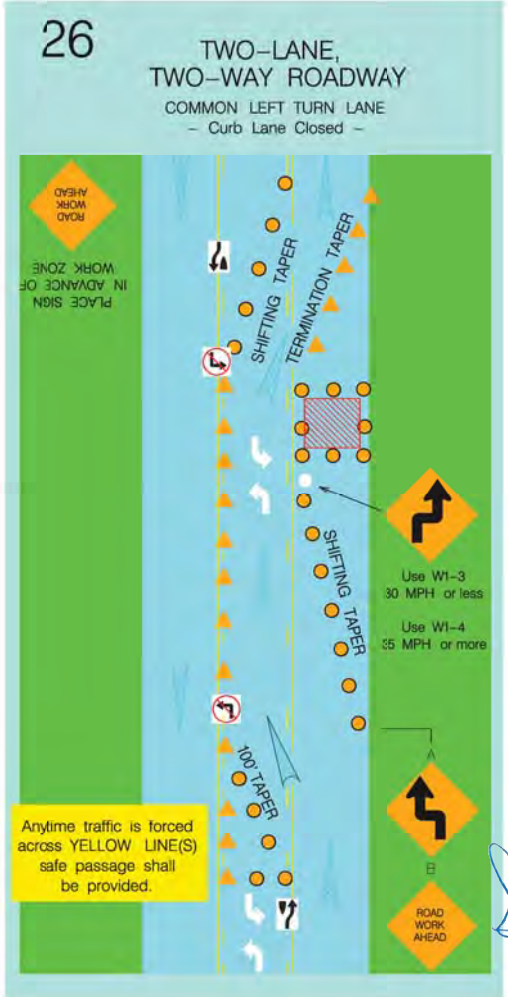 26
TWO-LANE,
TWO-WAY ROADWAY
COMMON LEFT TURN LANE
- Curb Lane Closed -
ROAD
WORK
AHEAD
PLACE SIGN
IN ADVANCE OF
WORK ZONE
SHIFTING TAPER
TERMINATION TAPER
SHIFTING TAPER
Use W1-3
30 MPH or less
Use W1-4
35 MPH or more
A
100' TAPER
Anytime traffic is forced
across YELLOW LINE(S)
safe passage shall
be provided.
B
ROAD
WORK
AHEAD